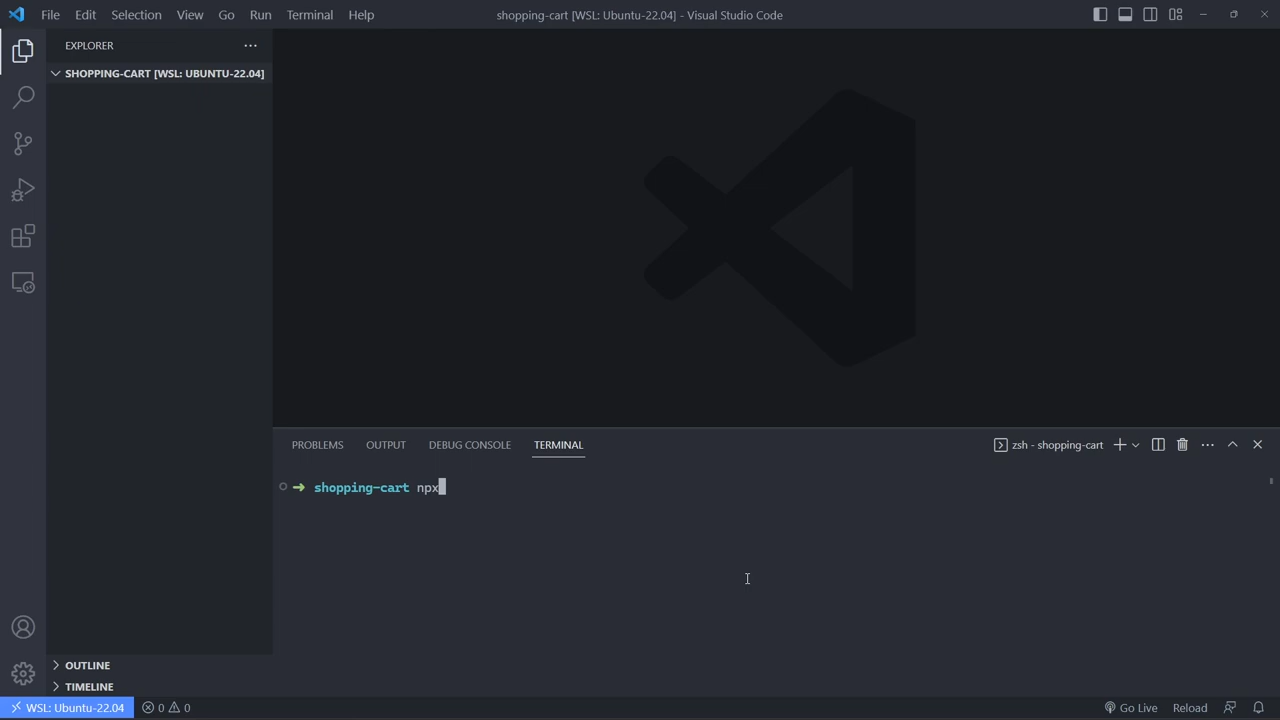 File Edit Selection View Go Run Terminal Help shopping-cart [WSL: Ubuntu-22.04] - Visual Studio Code
EXPLORER
SHOPPING-CART [WSL: UBUNTU-22.04]
PROBLEMS OUTPUT DEBUG CONSOLE TERMINAL zsh - shopping-cart
shopping-cart npx
OUTLINE
TIMELINE
WSL: Ubuntu-22.04 0 0 Go Live Reload